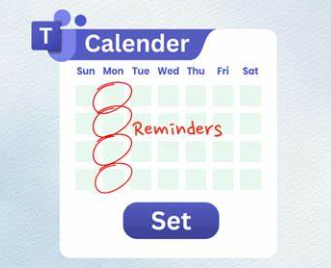 T
Calender
Sun Mon Tue Wed Thu Fri Sat
Reminders
Set